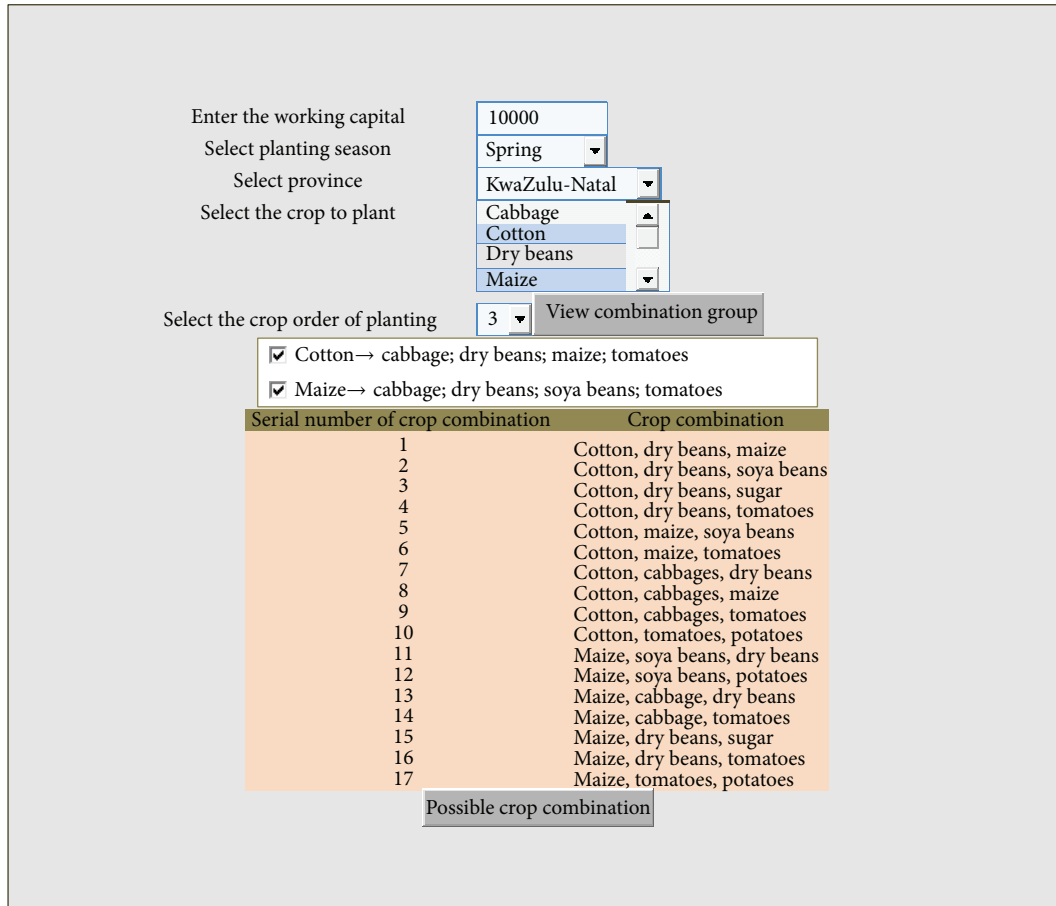 Enter the working capital 10000
Select planting season Spring
Select province KwaZulu-Natal
Select the crop to plant Cabbage
Cotton
Dry beans
Maize
Select the crop order of planting 3 View combination group
Cotton→ cabbage; dry beans; maize; tomatoes
Maize→ cabbage; dry beans; soya beans; tomatoes
Serial number of crop combination Crop combination
1 Cotton, dry beans, maize
2 Cotton, dry beans, soya beans
3 Cotton, dry beans, sugar
4 Cotton, dry beans, tomatoes
5 Cotton, maize, soya beans
6 Cotton, maize, tomatoes
7 Cotton, cabbages, dry beans
8 Cotton, cabbages, maize
9 Cotton, cabbages, tomatoes
10 Cotton, tomatoes, potatoes
11 Maize, soya beans, dry beans
12 Maize, soya beans, potatoes
13 Maize, cabbage, dry beans
14 Maize, cabbage, tomatoes
15 Maize, dry beans, sugar
16 Maize, dry beans, tomatoes
17 Maize, tomatoes, potatoes
Possible crop combination